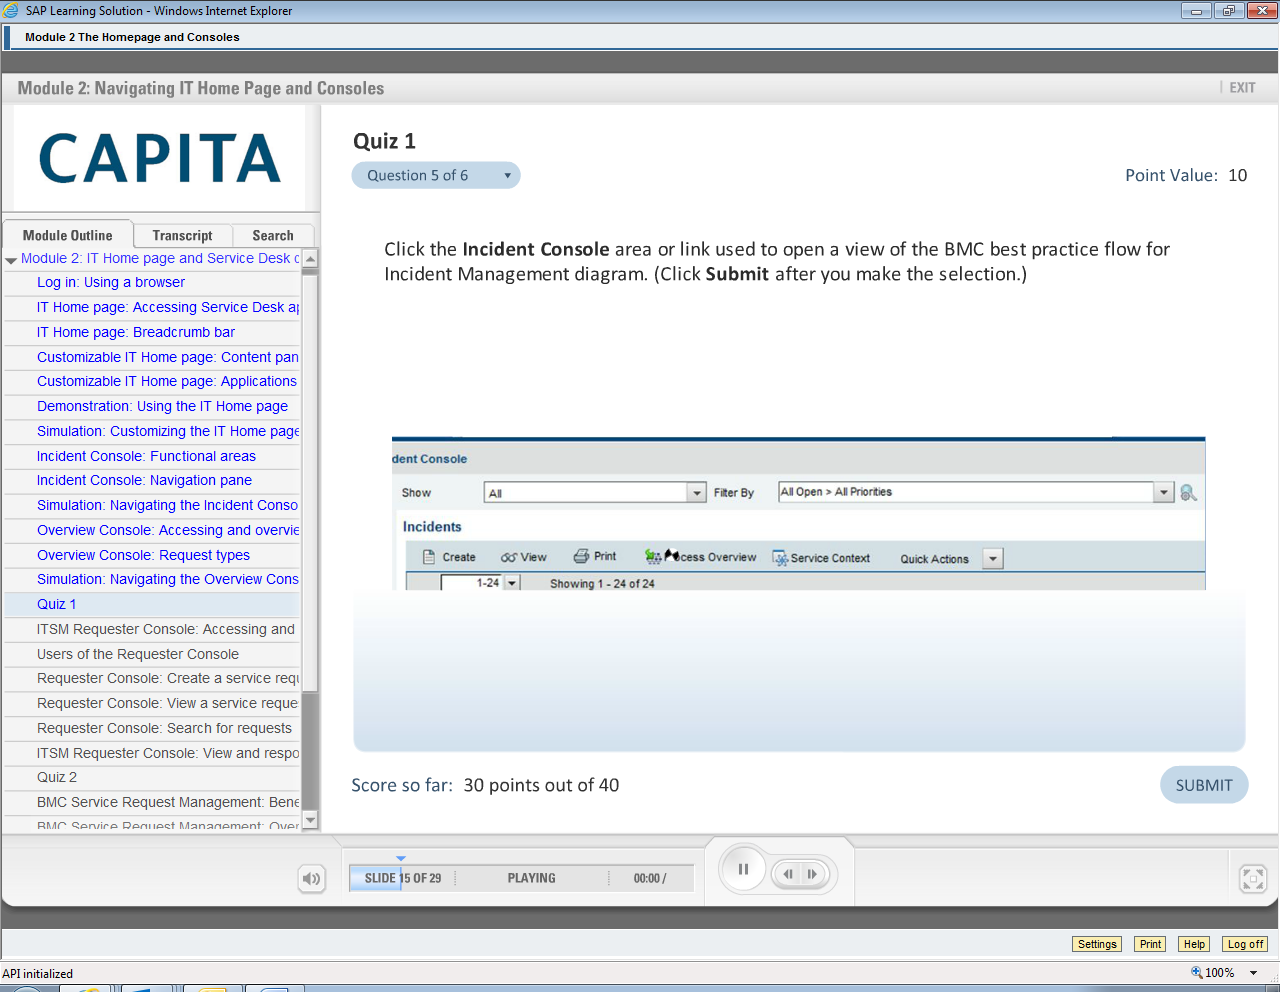 SAP Learning Solution - Windows Internet Explorer
Module 2 The Homepage and Consoles
Module 2: Navigating IT Home Page and Consoles
EXIT
CAPITA
Module Outline
Transcript
Search
Module 2: IT Home page and Service Desk c
Log in: Using a browser
IT Home page: Accessing Service Desk ap
IT Home page: Breadcrumb bar
Customizable IT Home page: Content pan
Customizable IT Home page: Applications
Demonstration: Using the IT Home page
Simulation: Customizing the IT Home page
Incident Console: Functional areas
Incident Console: Navigation pane
Simulation: Navigating the Incident Conso
Overview Console: Accessing and overvie
Overview Console: Request types
Simulation: Navigating the Overview Cons
Quiz 1
ITSM Requester Console: Accessing and
Users of the Requester Console
Requester Console: Create a service requ
Requester Console: View a service reque
Requester Console: Search for requests
ITSM Requester Console: View and respo
Quiz 2
BMC Service Request Management: Bene
BMC Service Request Management: Over
Quiz 1
Question 5 of 6
Point Value: 10
Click the Incident Console area or link used to open a view of the BMC best practice flow for
Incident Management diagram. (Click Submit after you make the selection.)
dent Console
Show
All
Filter By
All Open > All Priorities
Incidents
Create
View
Print
cess Overview
Service Context
Quick Actions
1-24
Showing 1 - 24 of 24
Score so far: 30 points out of 40
SUBMIT
SLIDE 15 OF 29
PLAYING
00:00 /
Settings
Print
Help
Log off
API initialized
100%